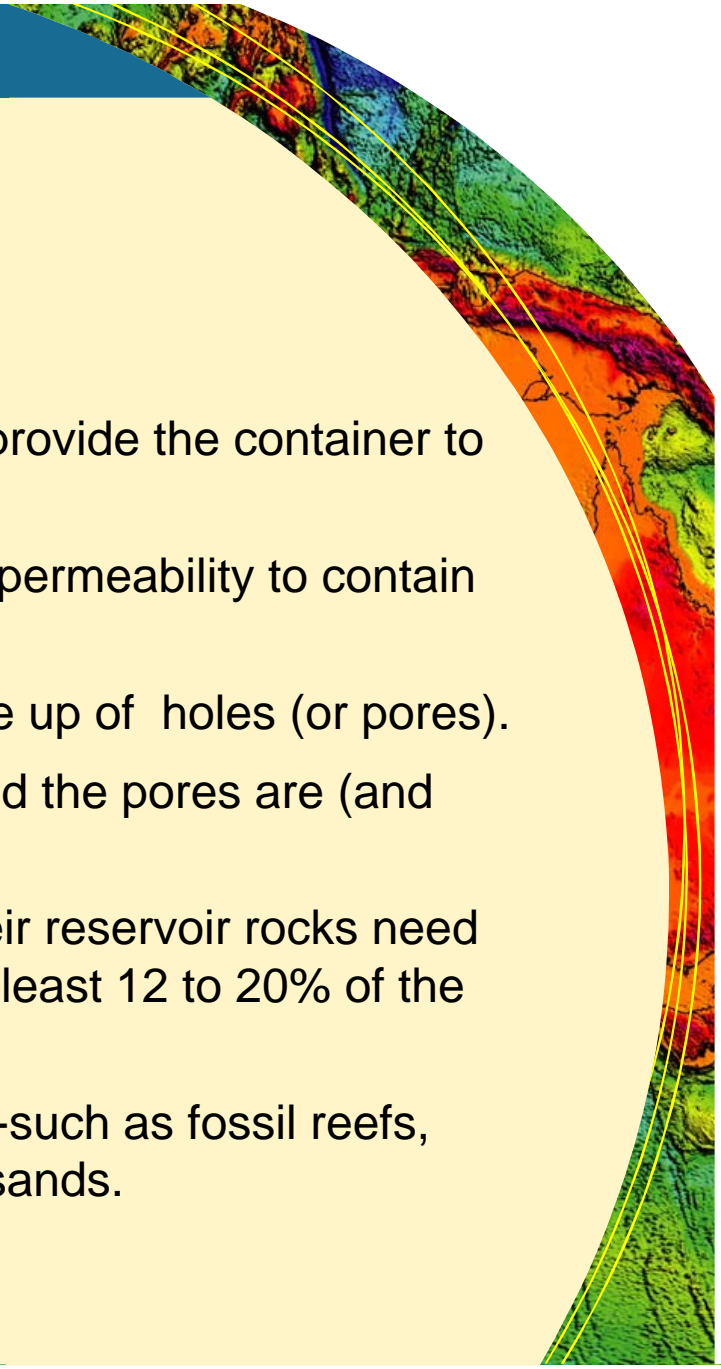 provide the container to
permeability to contain
e up of  holes (or pores).
d the pores are (and
eir reservoir rocks need
least 12 to 20% of the
-such as fossil reefs,
sands.